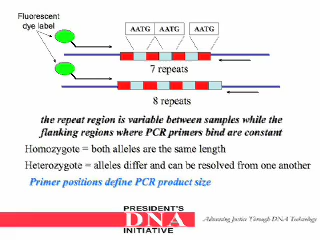 Fluorescent
dye label
AATG AATG AATG
7 repeats
8 repeats
the repeat region is variable between samples while the
flanking regions where PCR primers bind are constant
Homozygote = both alleles are the same length
Heterozygote = alleles differ and can be resolved from one another
Primer positions define PCR product size
PRESIDENT'S
DNA
INITIATIVE
Advancing Justice Through DNA Technology